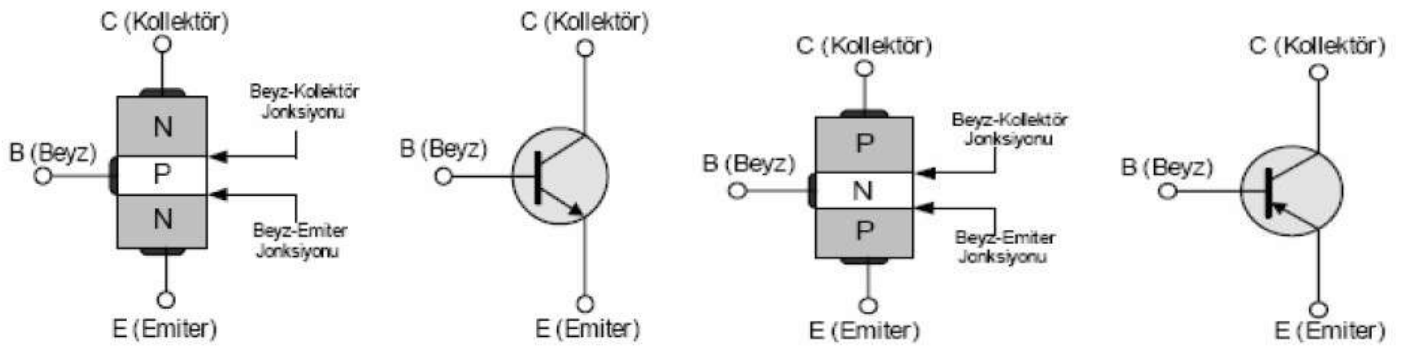 C (Kollektör)
N
P
N
B (Beyz)
Beyz-Kollektör
Jonksiyonu
Beyz-Emiter
Jonksiyonu
E (Emiter)
C (Kollektör)
B (Beyz)
E (Emiter)
C (Kollektör)
P
N
P
B (Beyz)
Beyz-Kollektör
Jonksiyonu
Beyz-Emiter
Jonksiyonu
E (Emiter)
C (Kollektör)
B (Beyz)
E (Emiter)